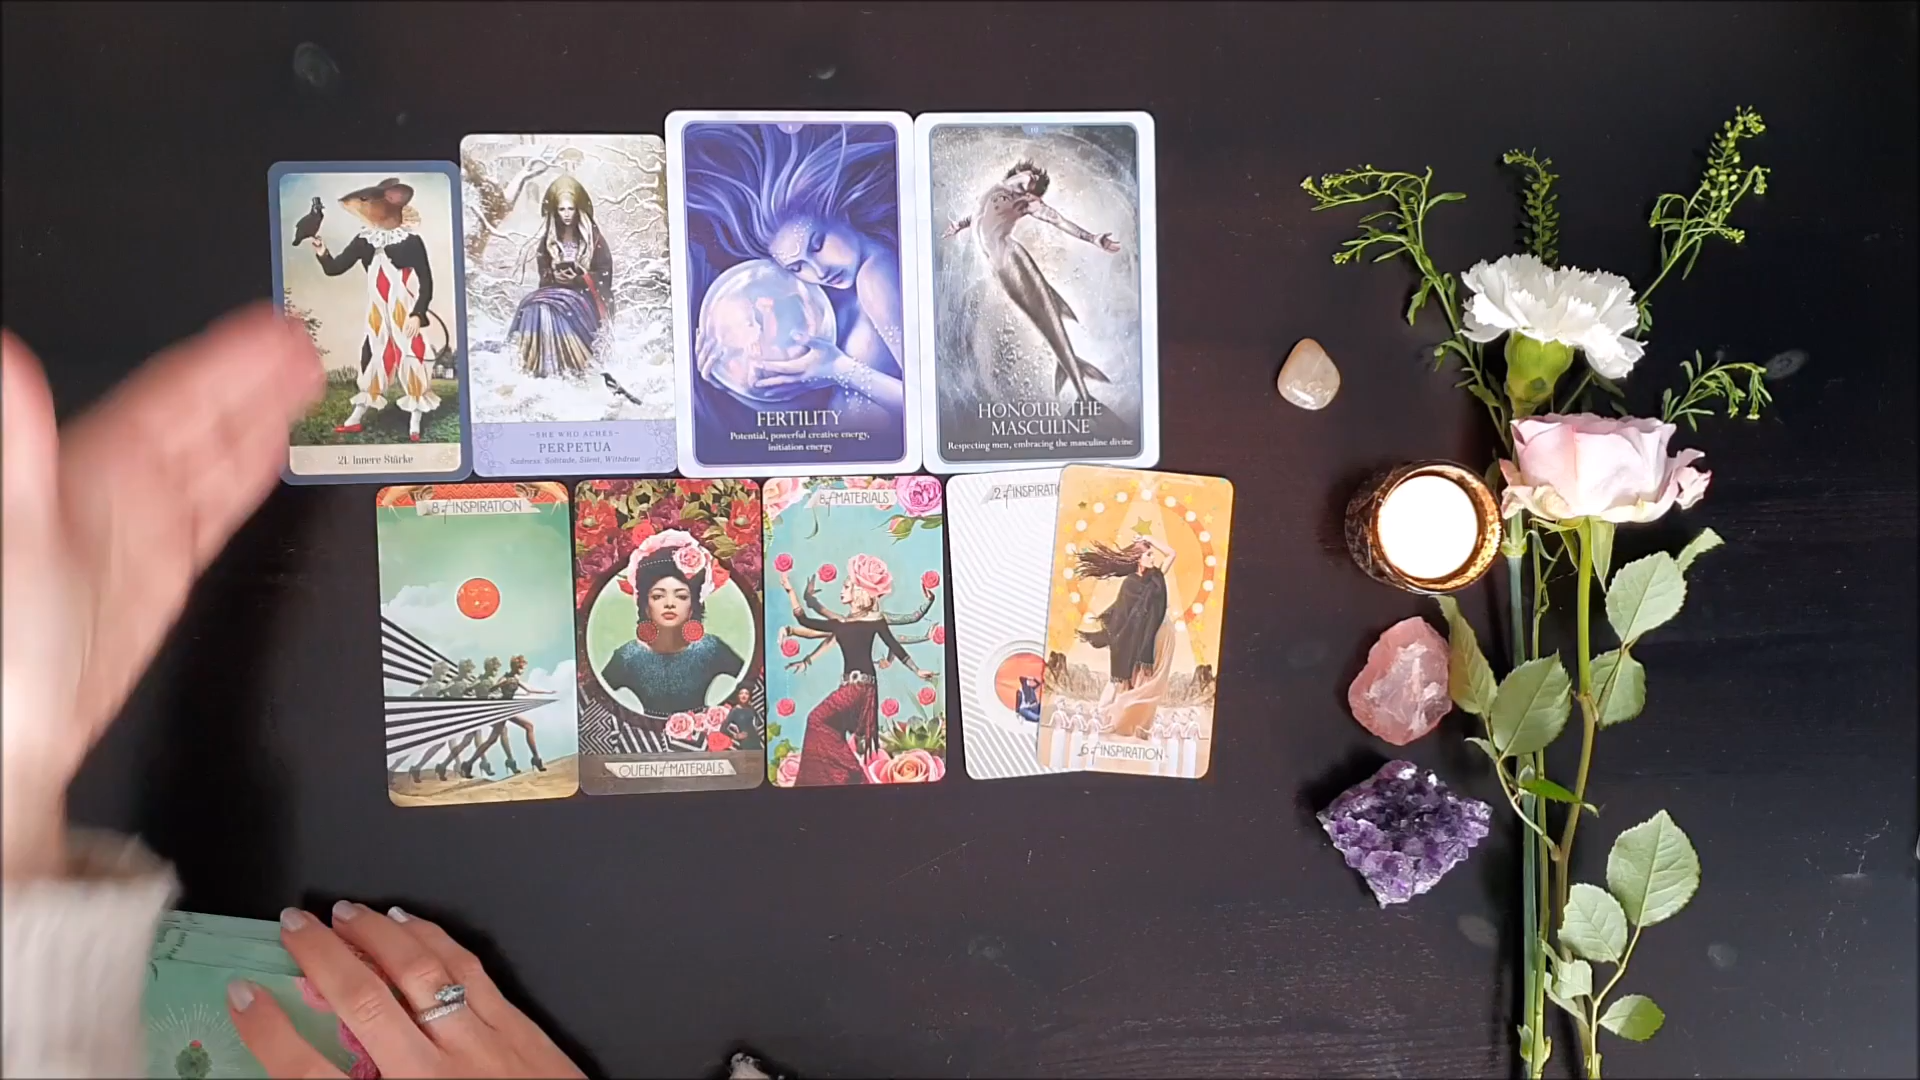 21. Innere Stärke
~SHE WHO ACHES~
PERPETUA
Sadness, Solitude, Silent, Withdraw
FERTILITY
Potential, powerful creative energy,
initiation energy
HONOUR THE
MASCULINE
Respecting men, embracing the masculine divine
8 of INSPIRATION
QUEEN of MATERIALS
8 of MATERIALS
2 of INSPIRATI
6 of INSPIRATION